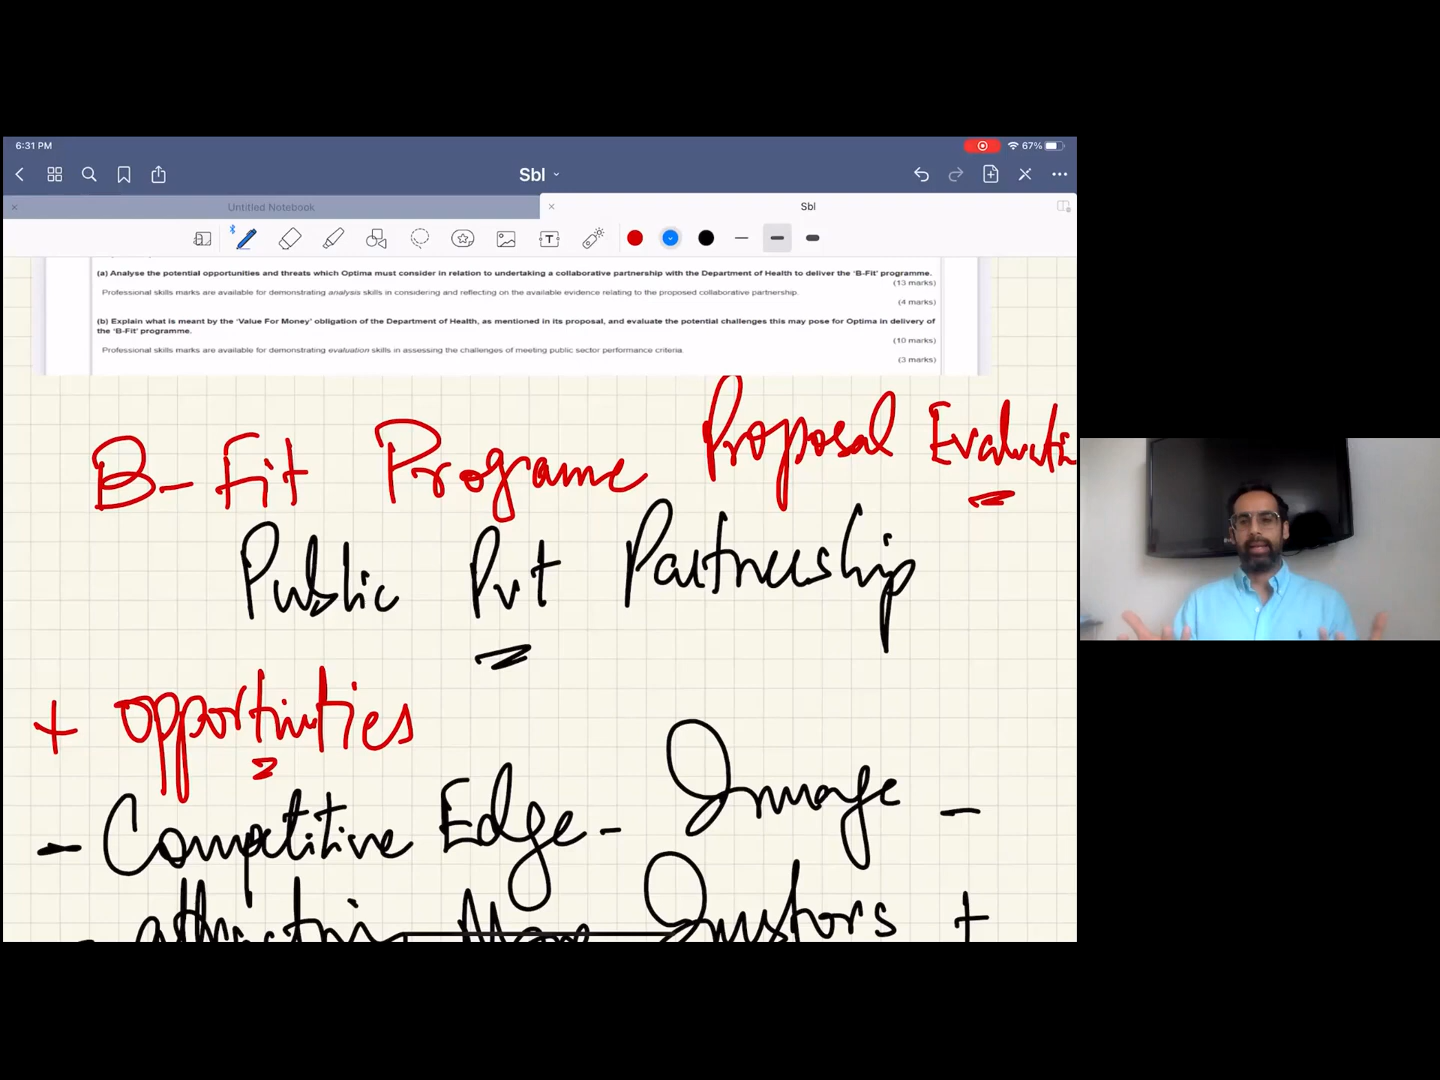 6:31 PM
67%
Sbl
Untitled Notebook
Sbl
(a) Analyse the potential opportunities and threats which Optima must consider in relation to undertaking a collaborative partnership with the Department of Health to deliver the 'B-Fit' programme.
(13 marks)
Professional skills marks are available for demonstrating analysis skills in considering and reflecting on the available evidence relating to the proposed collaborative partnership.
(4 marks)
(b) Explain what is meant by the 'Value For Money' obligation of the Department of Health, as mentioned in its proposal, and evaluate the potential challenges this may pose for Optima in delivery of
the 'B-Fit' programme.
(10 marks)
Professional skills marks are available for demonstrating evaluation skills in assessing the challenges of meeting public sector performance criteria.
(3 marks)
B-Fit Programe Proposal
Public Pvt Partnership
+ opportinuties
- Competitive Edge - Image -
More +